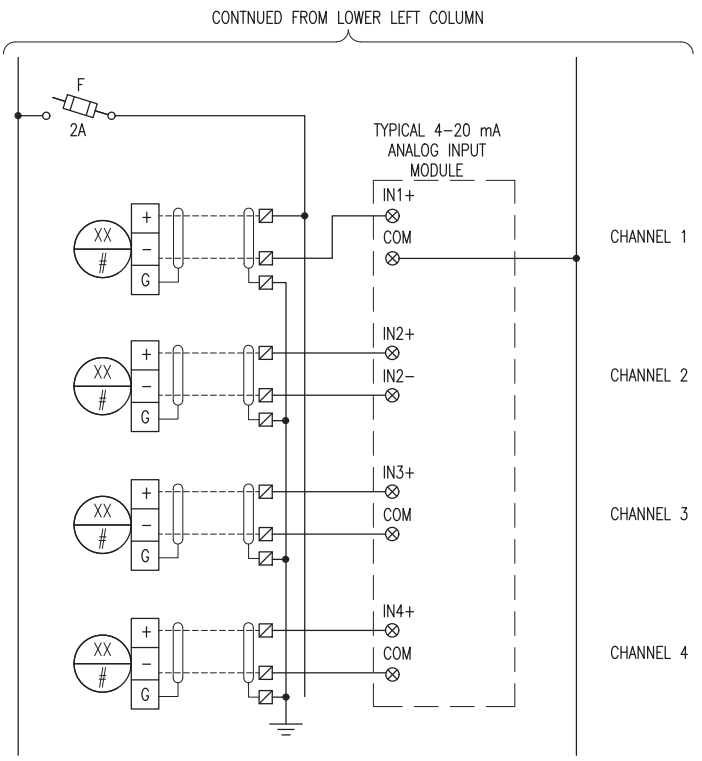 CONTNUED FROM LOWER LEFT COLUMN
F
2A
TYPICAL 4-20 mA
ANALOG INPUT
MODULE
XX
#
+
-
G
IN1+
COM
CHANNEL 1
XX
#
+
-
G
IN2+
IN2-
CHANNEL 2
XX
#
+
-
G
IN3+
COM
CHANNEL 3
XX
#
+
-
G
IN4+
COM
CHANNEL 4